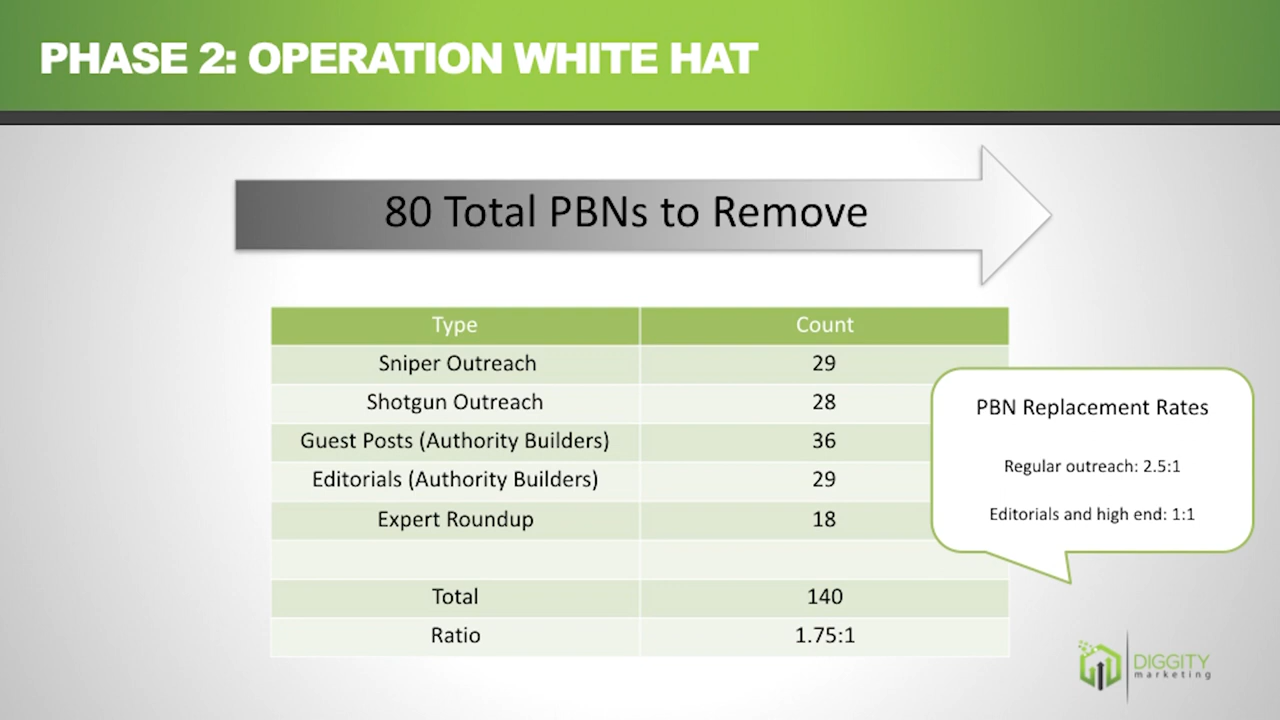 PHASE 2: OPERATION WHITE HAT
80 Total PBNs to Remove
Type Count
Sniper Outreach 29
Shotgun Outreach 28
Guest Posts (Authority Builders) 36
Editorials (Authority Builders) 29
Expert Roundup 18
Total 140
Ratio 1.75:1
PBN Replacement Rates
Regular outreach: 2.5:1
Editorials and high end: 1:1
DIGGITY
marketing